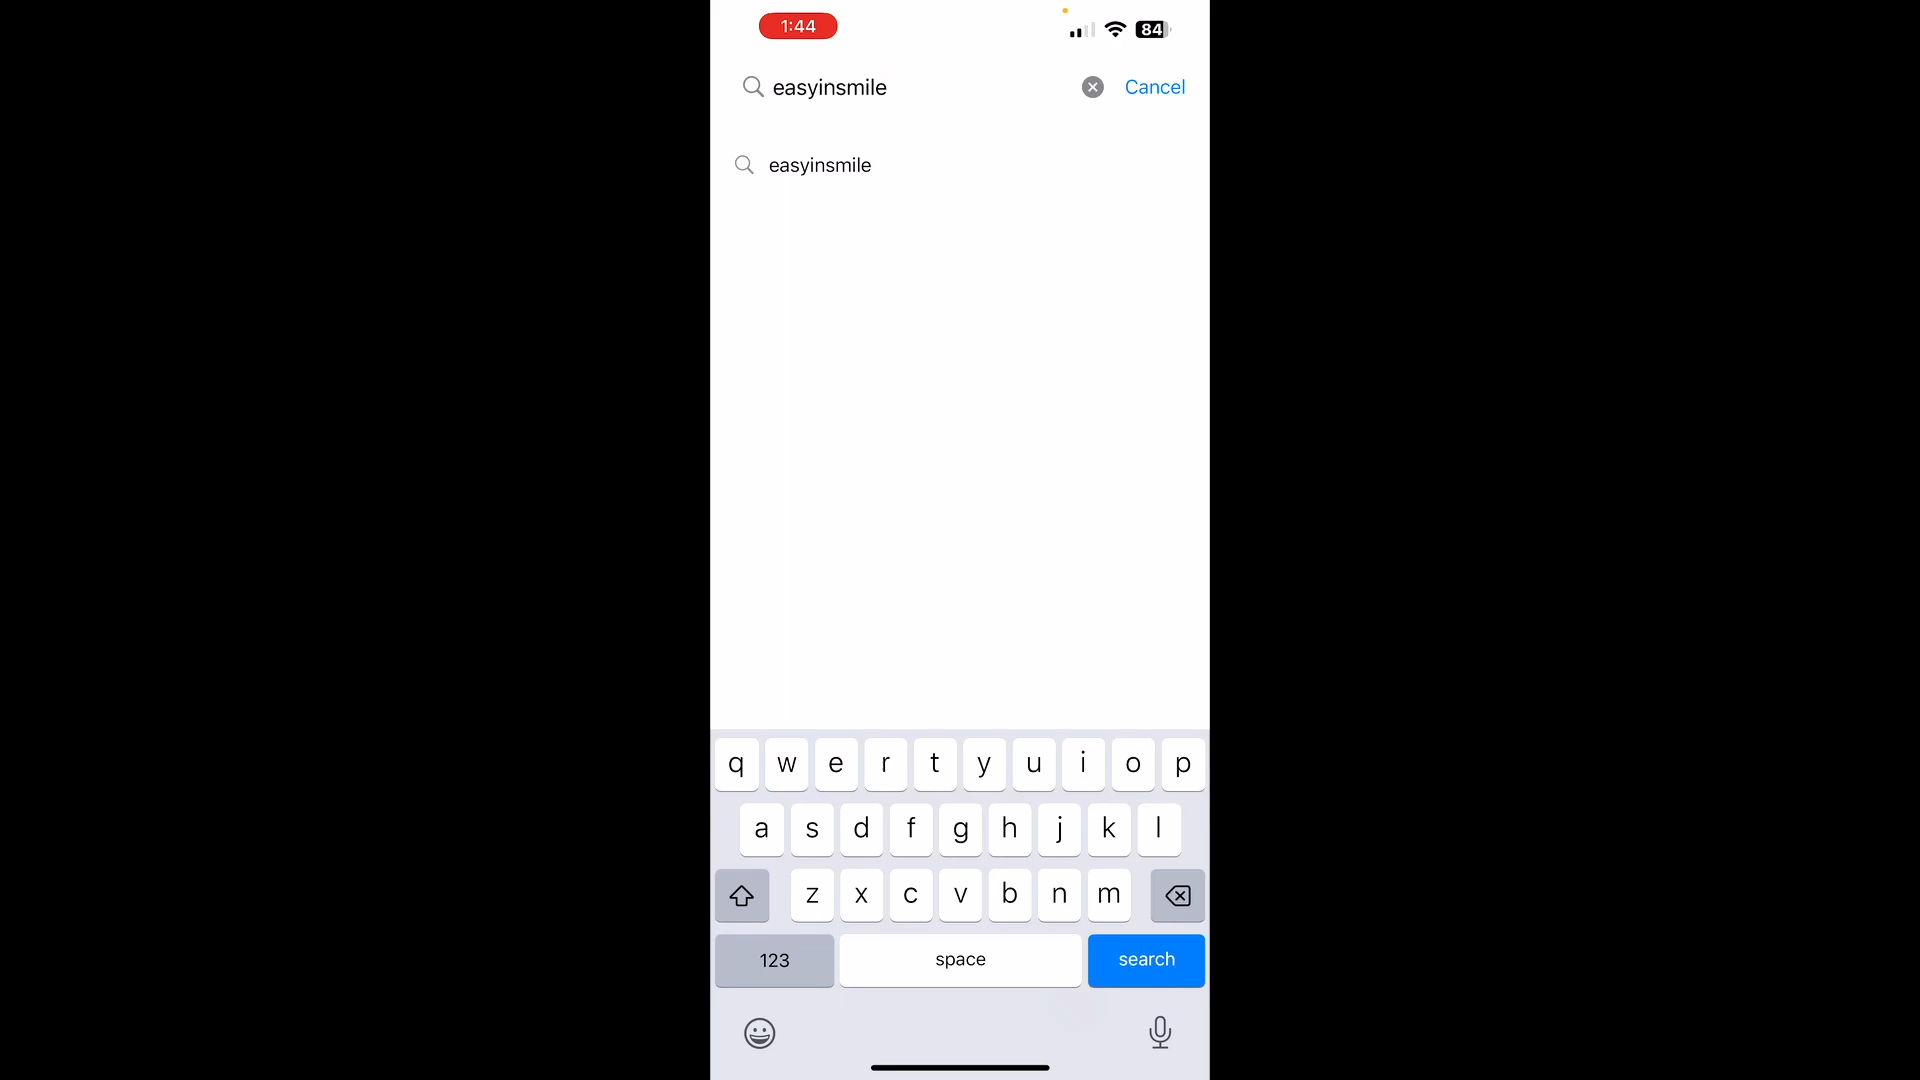 1:44
84
easyinsmile
Cancel
easyinsmile
q w e r t y u i o p
a s d f g h j k l
z x c v b n m
123 space search